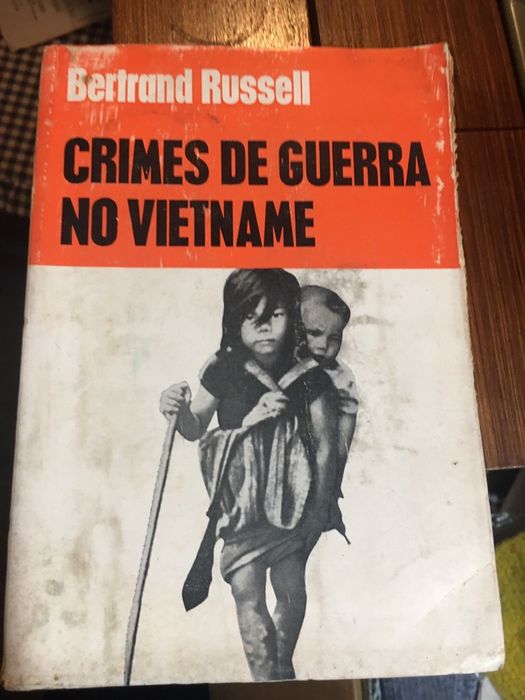 Bertrand Russell
CRIMES DE GUERRA
NO VIETNAME